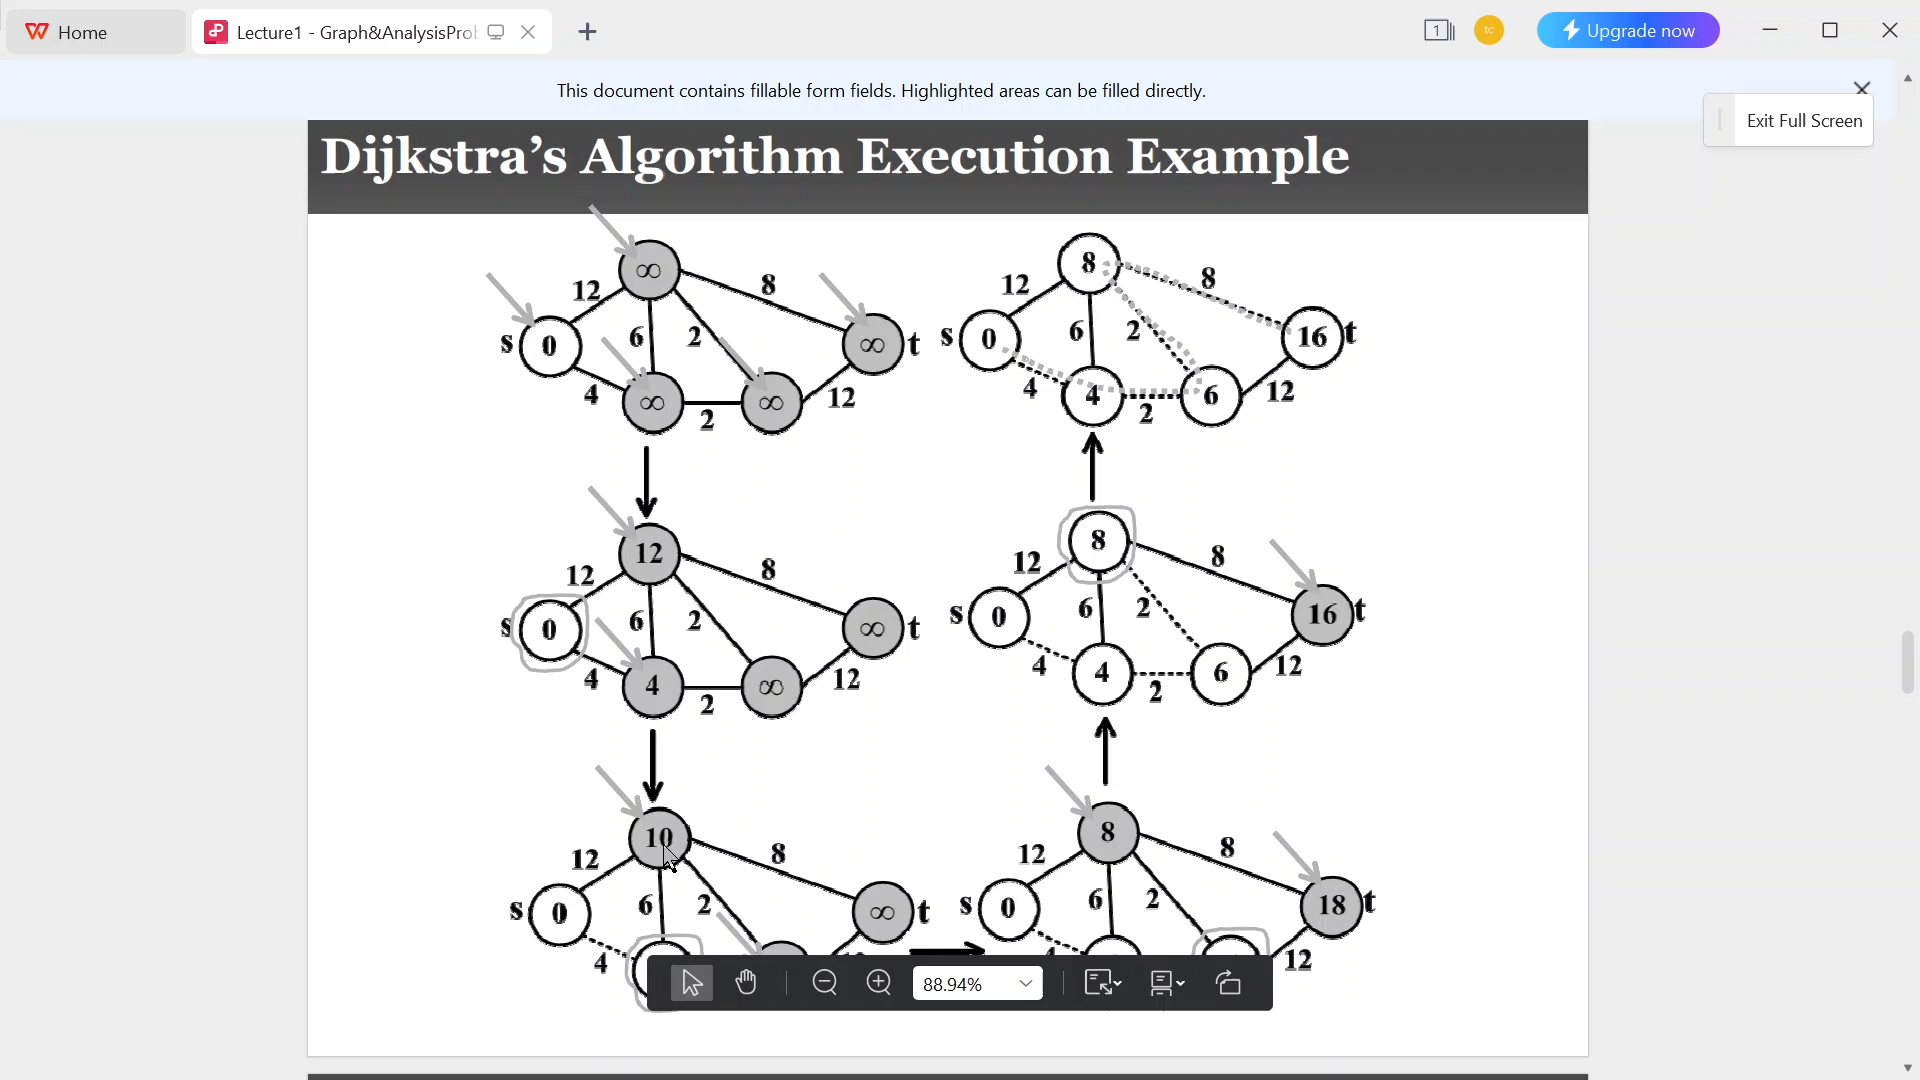 Home
Lecture1 - Graph&AnalysisProl
1
tc
Upgrade now
This document contains fillable form fields. Highlighted areas can be filled directly.
Exit Full Screen
Dijkstra's Algorithm Execution Example
∞
12 8
s 0 6 2 ∞ t
4 ∞ 2 ∞ 12
8
12 8
s 0 6 2 16 t
4 4 2 6 12
12
12 8
s 0 6 2 ∞ t
4 4 2 ∞ 12
8
12 8
s 0 6 2 16 t
4 4 2 6 12
10
12 8
s 0 6 2 ∞ t
4
8
12 8
s 0 6 2 18 t
12
88.94%